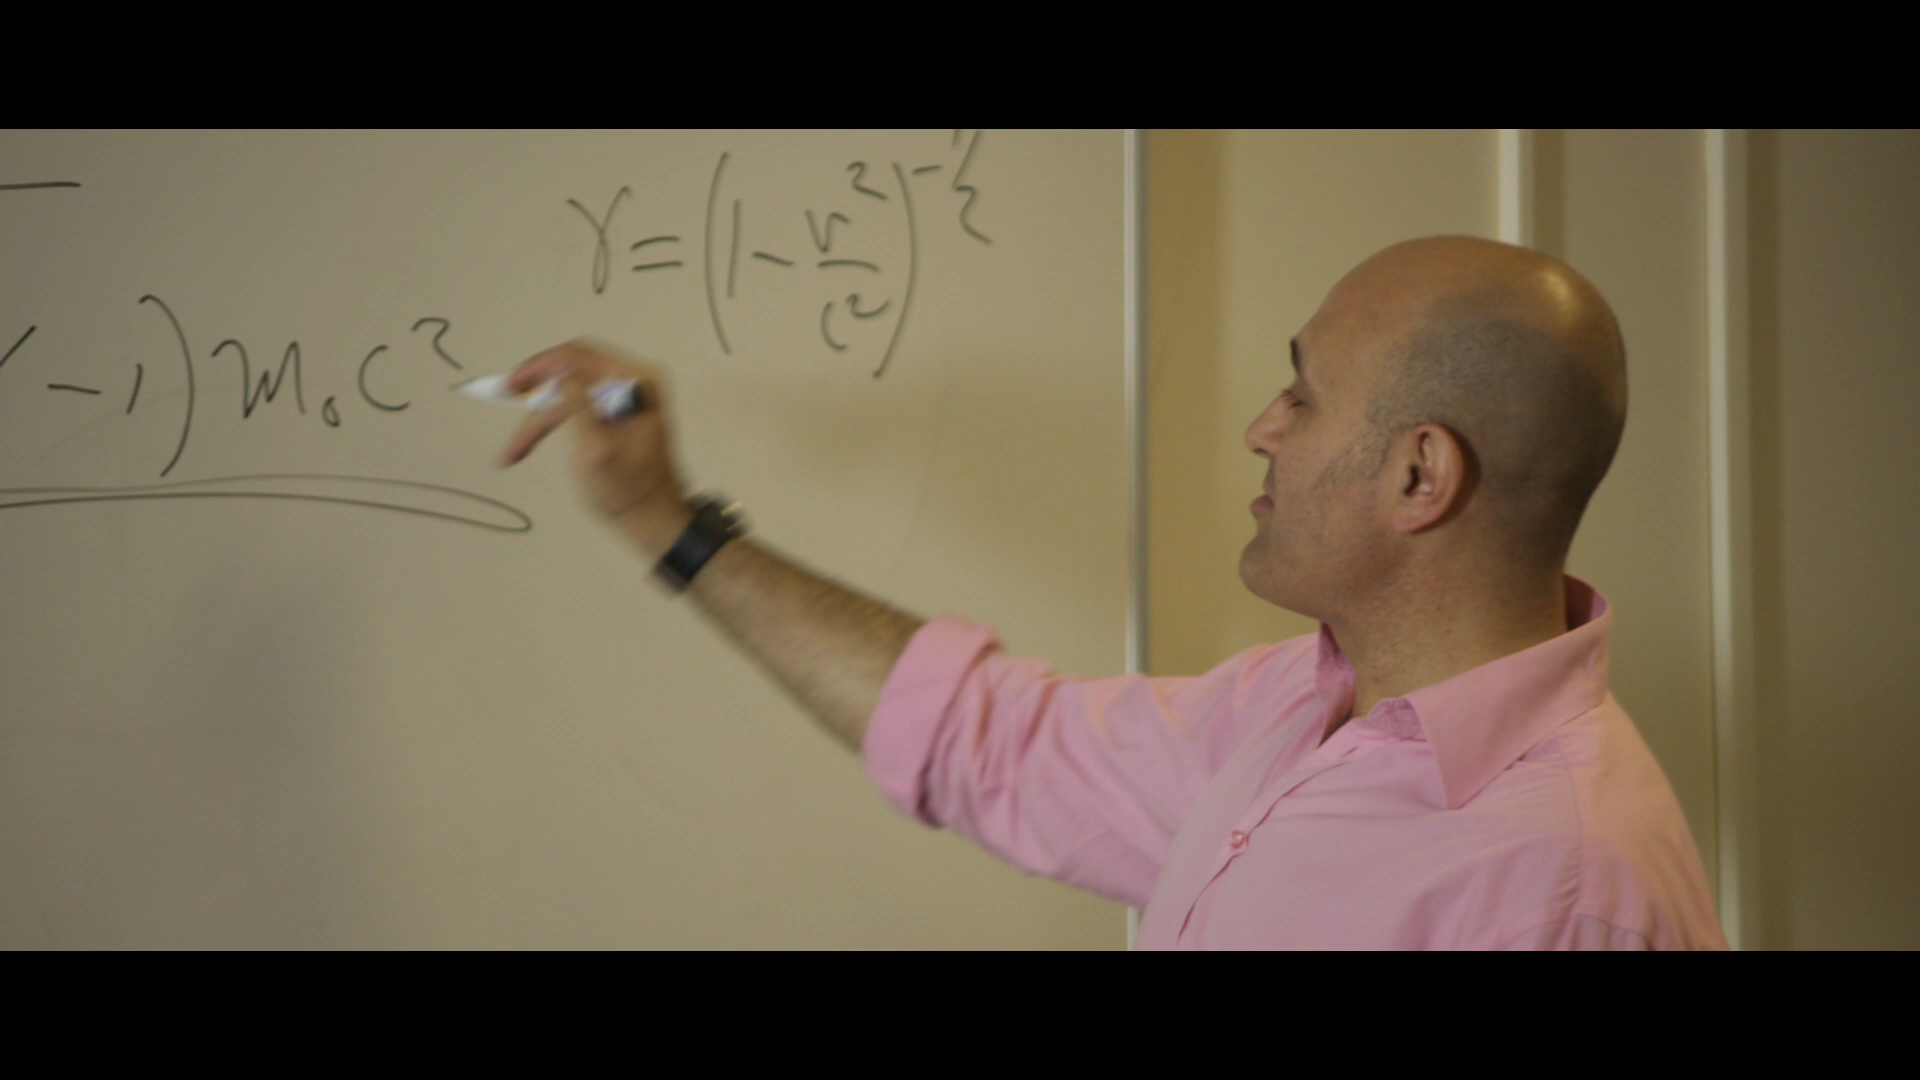 γ = (1 - v²/c²)^-½
-1) m₀c²